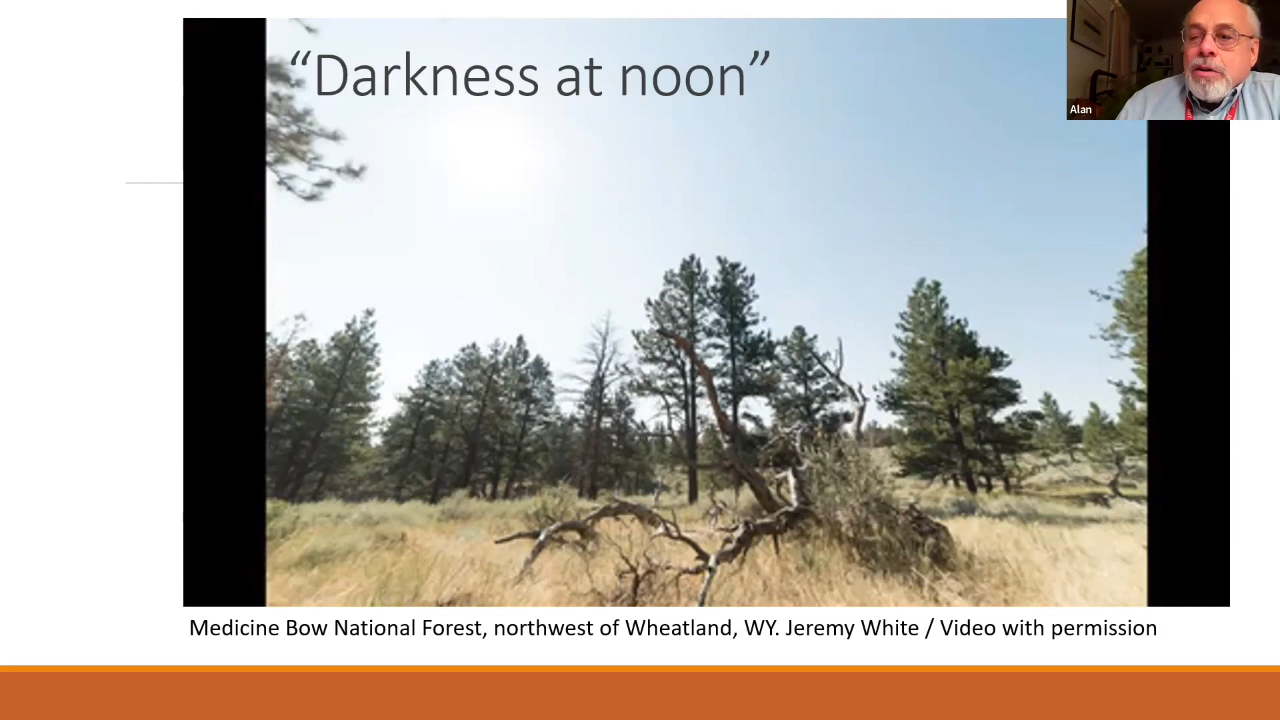 “Darkness at noon”
Alan
Medicine Bow National Forest, northwest of Wheatland, WY. Jeremy White / Video with permission